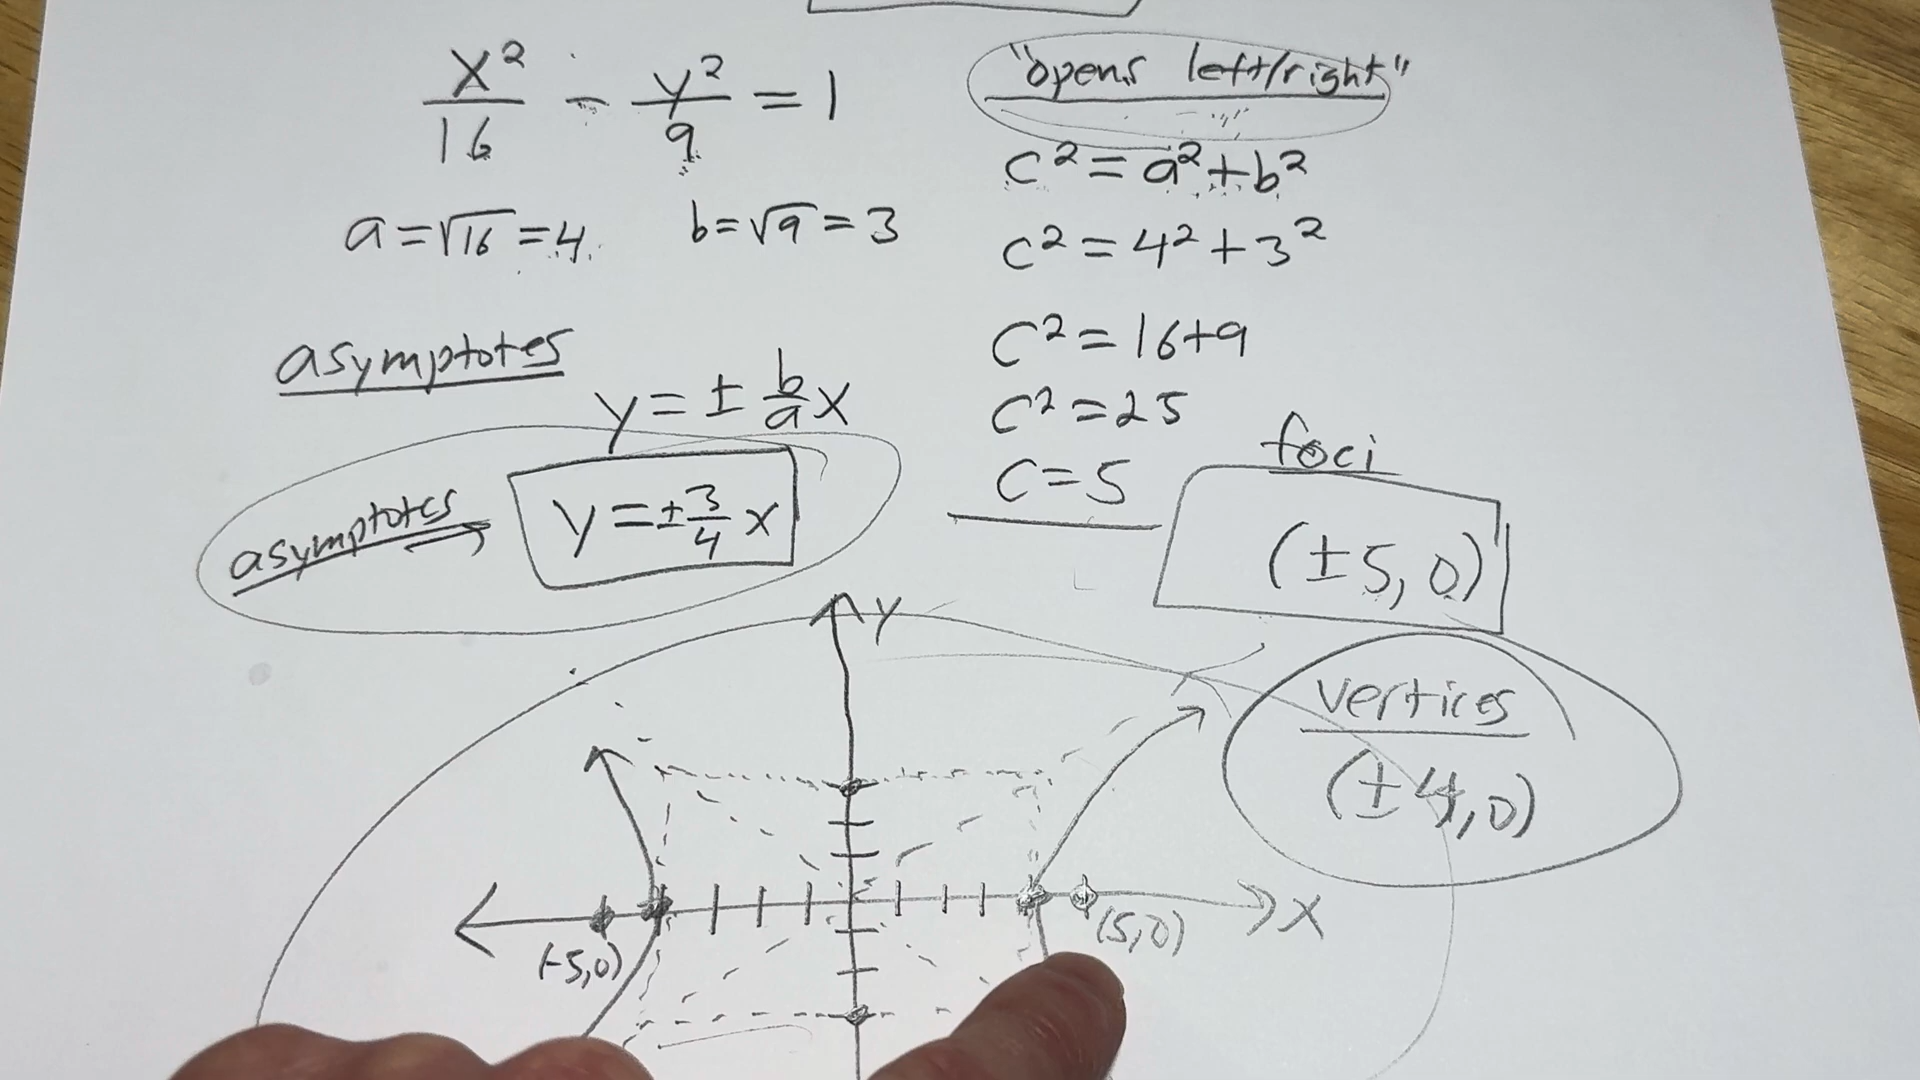 x²/16 - y²/9 = 1
"opens left/right"
a = √16 = 4
b = √9 = 3
c² = a² + b²
c² = 4² + 3²
c² = 16 + 9
c² = 25
c = 5
asymptotes
y = ± b/a x
asymptotes → y = ± 3/4 x
foci
(±5, 0)
vertices
(±4, 0)
y
x
(-5, 0)
(5, 0)